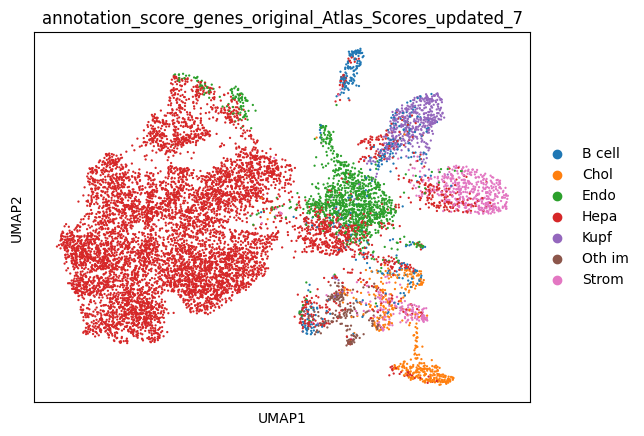 annotation_score_genes_original_Atlas_Scores_updated_7
UMAP2
B cell
Chol
Endo
Hepa
Kupf
Oth im
Strom
UMAP1